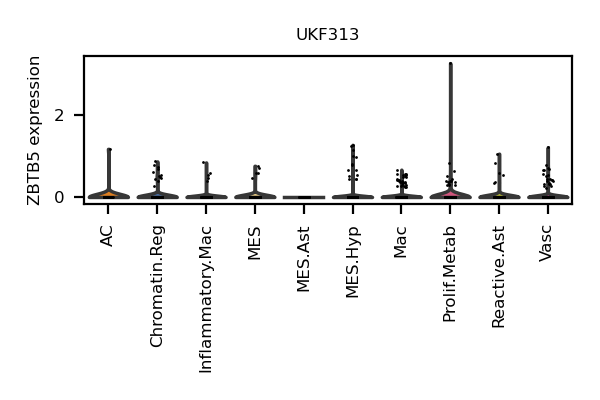 UKF313
ZBTB5 expression
2
0
AC
Chromatin.Reg
Inflammatory.Mac
MES
MES.Ast
MES.Hyp
Mac
Prolif.Metab
Reactive.Ast
Vasc